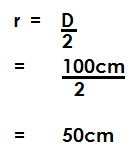 r = D
2
= 100cm
2
= 50cm